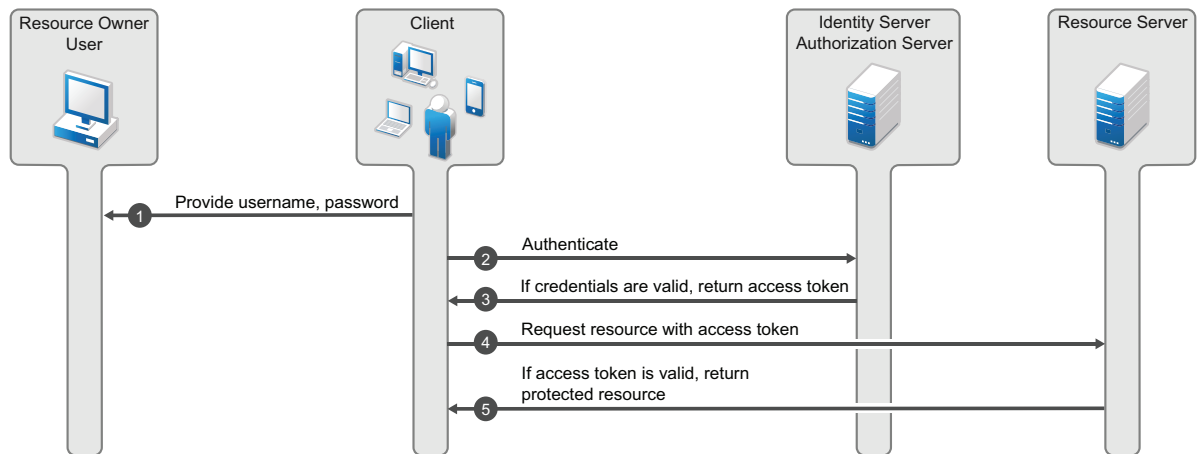 Resource Owner
User
Client
Identity Server
Authorization Server
Resource Server
Provide username, password
1
Authenticate
2
If credentials are valid, return access token
3
Request resource with access token
4
If access token is valid, return
protected resource
5